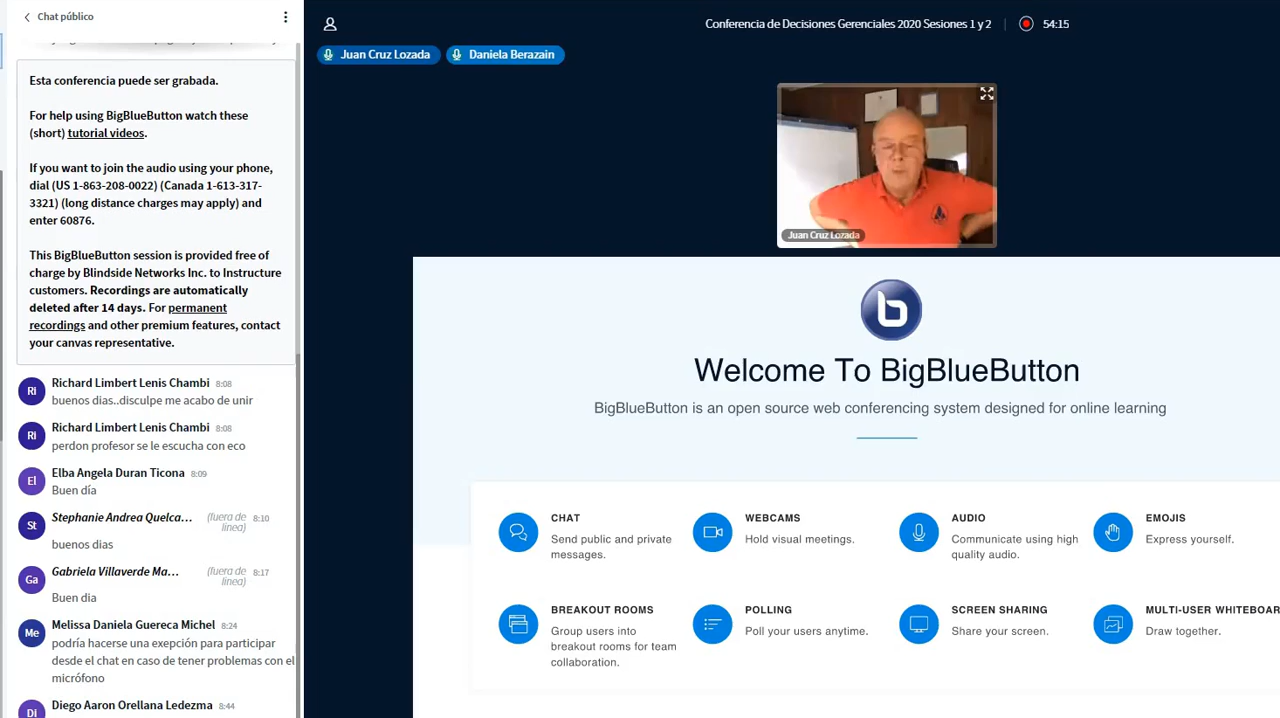 Chat público
Esta conferencia puede ser grabada.
For help using BigBlueButton watch these
(short) tutorial videos.
If you want to join the audio using your phone,
dial (US 1-863-208-0022) (Canada 1-613-317-
3321) (long distance charges may apply) and
enter 60876.
This BigBlueButton session is provided free of
charge by Blindside Networks Inc. to Instructure
customers. Recordings are automatically
deleted after 14 days. For permanent
recordings and other premium features, contact
your canvas representative.
Ri Richard Limbert Lenis Chambi 8:08
buenos dias..disculpe me acabo de unir
Ri Richard Limbert Lenis Chambi 8:08
perdon profesor se le escucha con eco
El Elba Angela Duran Ticona 8:09
Buen día
St Stephanie Andrea Quelca... (fuera de línea) 8:10
buenos dias
Ga Gabriela Villaverde Ma... (fuera de línea) 8:17
Buen dia
Me Melissa Daniela Guereca Michel 8:24
podría hacerse una exepción para participar
desde el chat en caso de tener problemas con el
micrófono
Di Diego Aaron Orellana Ledezma 8:44
Conferencia de Decisiones Gerenciales 2020 Sesiones 1 y 2 54:15
Juan Cruz Lozada Daniela Berazain
Juan Cruz Lozada
b
Welcome To BigBlueButton
BigBlueButton is an open source web conferencing system designed for online learning
CHAT
Send public and private
messages.
WEBCAMS
Hold visual meetings.
AUDIO
Communicate using high
quality audio.
EMOJIS
Express yourself.
BREAKOUT ROOMS
Group users into
breakout rooms for team
collaboration.
POLLING
Poll your users anytime.
SCREEN SHARING
Share your screen.
MULTI-USER WHITEBOAR
Draw together.